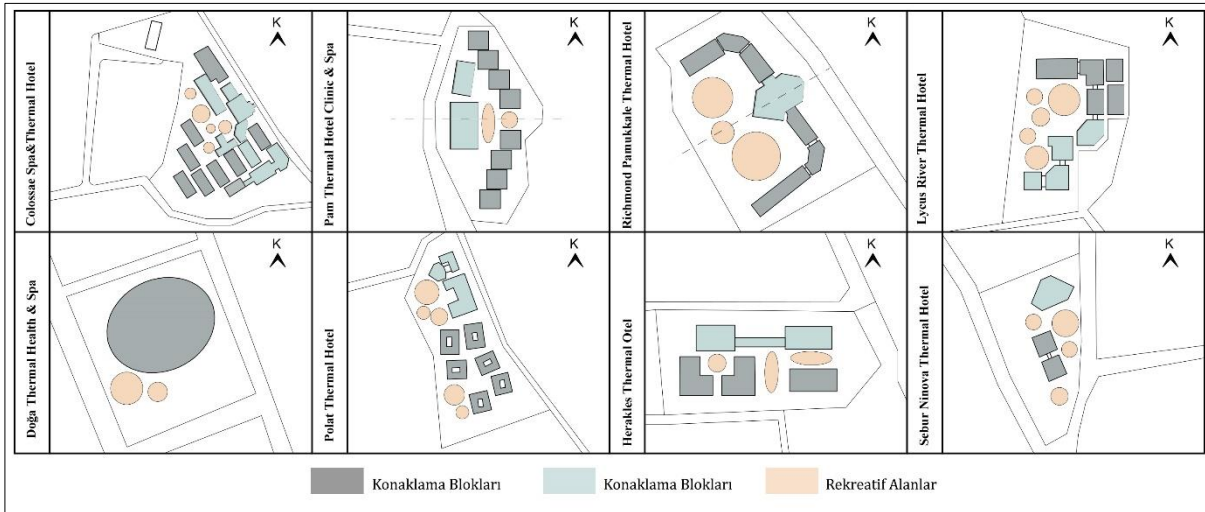 Colossae Spa&Thermal Hotel
K
Pam Thermal Hotel Clinic & Spa
K
Richmond Pamukkale Thermal Hotel
K
Lycus River Thermal Hotel
K
Doğa Thermal Health & Spa
K
Polat Thermal Hotel
K
Herakles Thermal Otel
K
Sebur Ninova Thermal Hotel
K
Konaklama Blokları
Konaklama Blokları
Rekreatif Alanlar